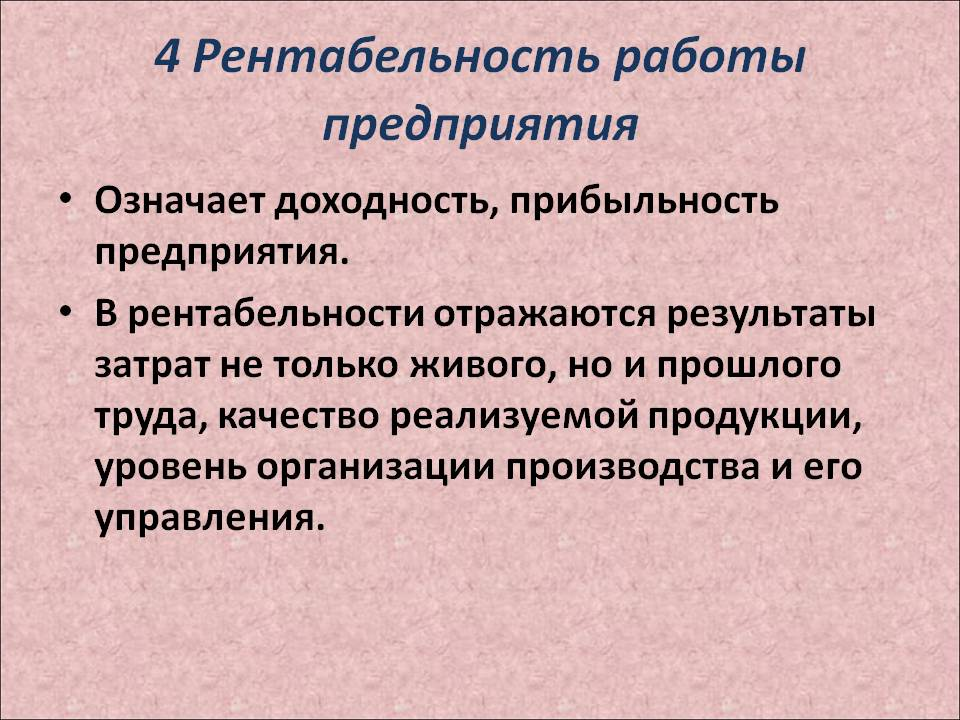 4 Рентабельность работы
предприятия
• Означает доходность, прибыльность
предприятия.
• В рентабельности отражаются результаты
затрат не только живого, но и прошлого
труда, качество реализуемой продукции,
уровень организации производства и его
управления.